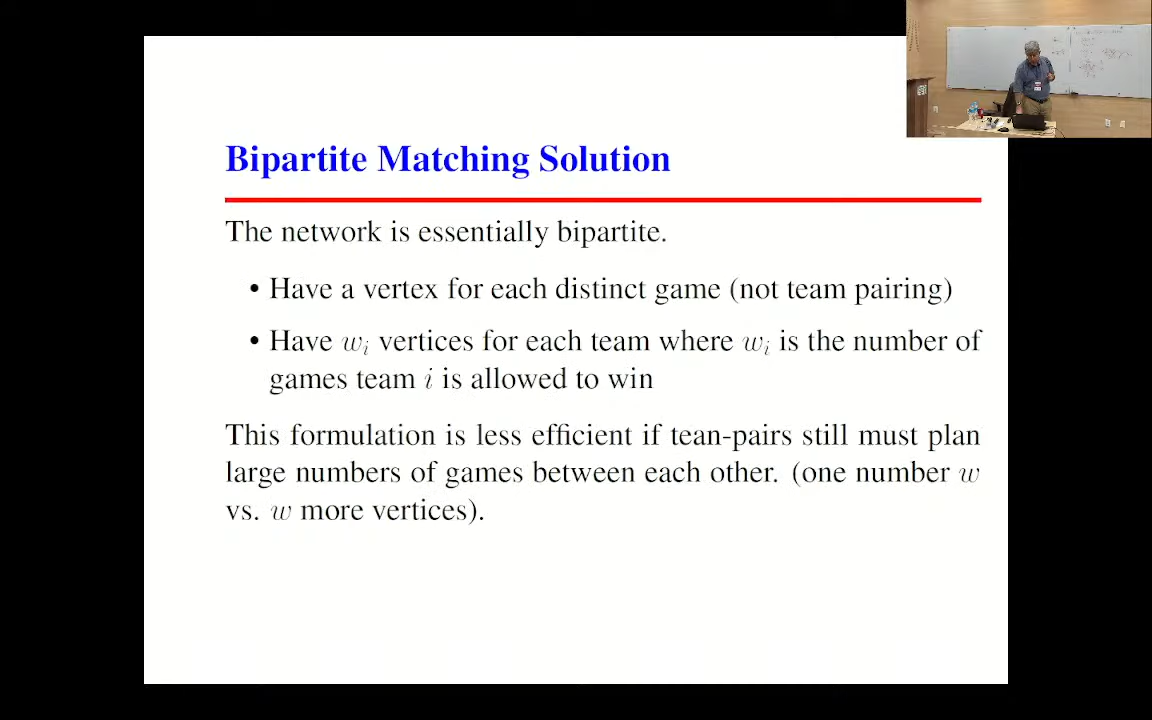 Bipartite Matching Solution
The network is essentially bipartite.
• Have a vertex for each distinct game (not team pairing)
• Have wᵢ vertices for each team where wᵢ is the number of
games team i is allowed to win
This formulation is less efficient if tean-pairs still must plan
large numbers of games between each other. (one number w
vs. w more vertices).